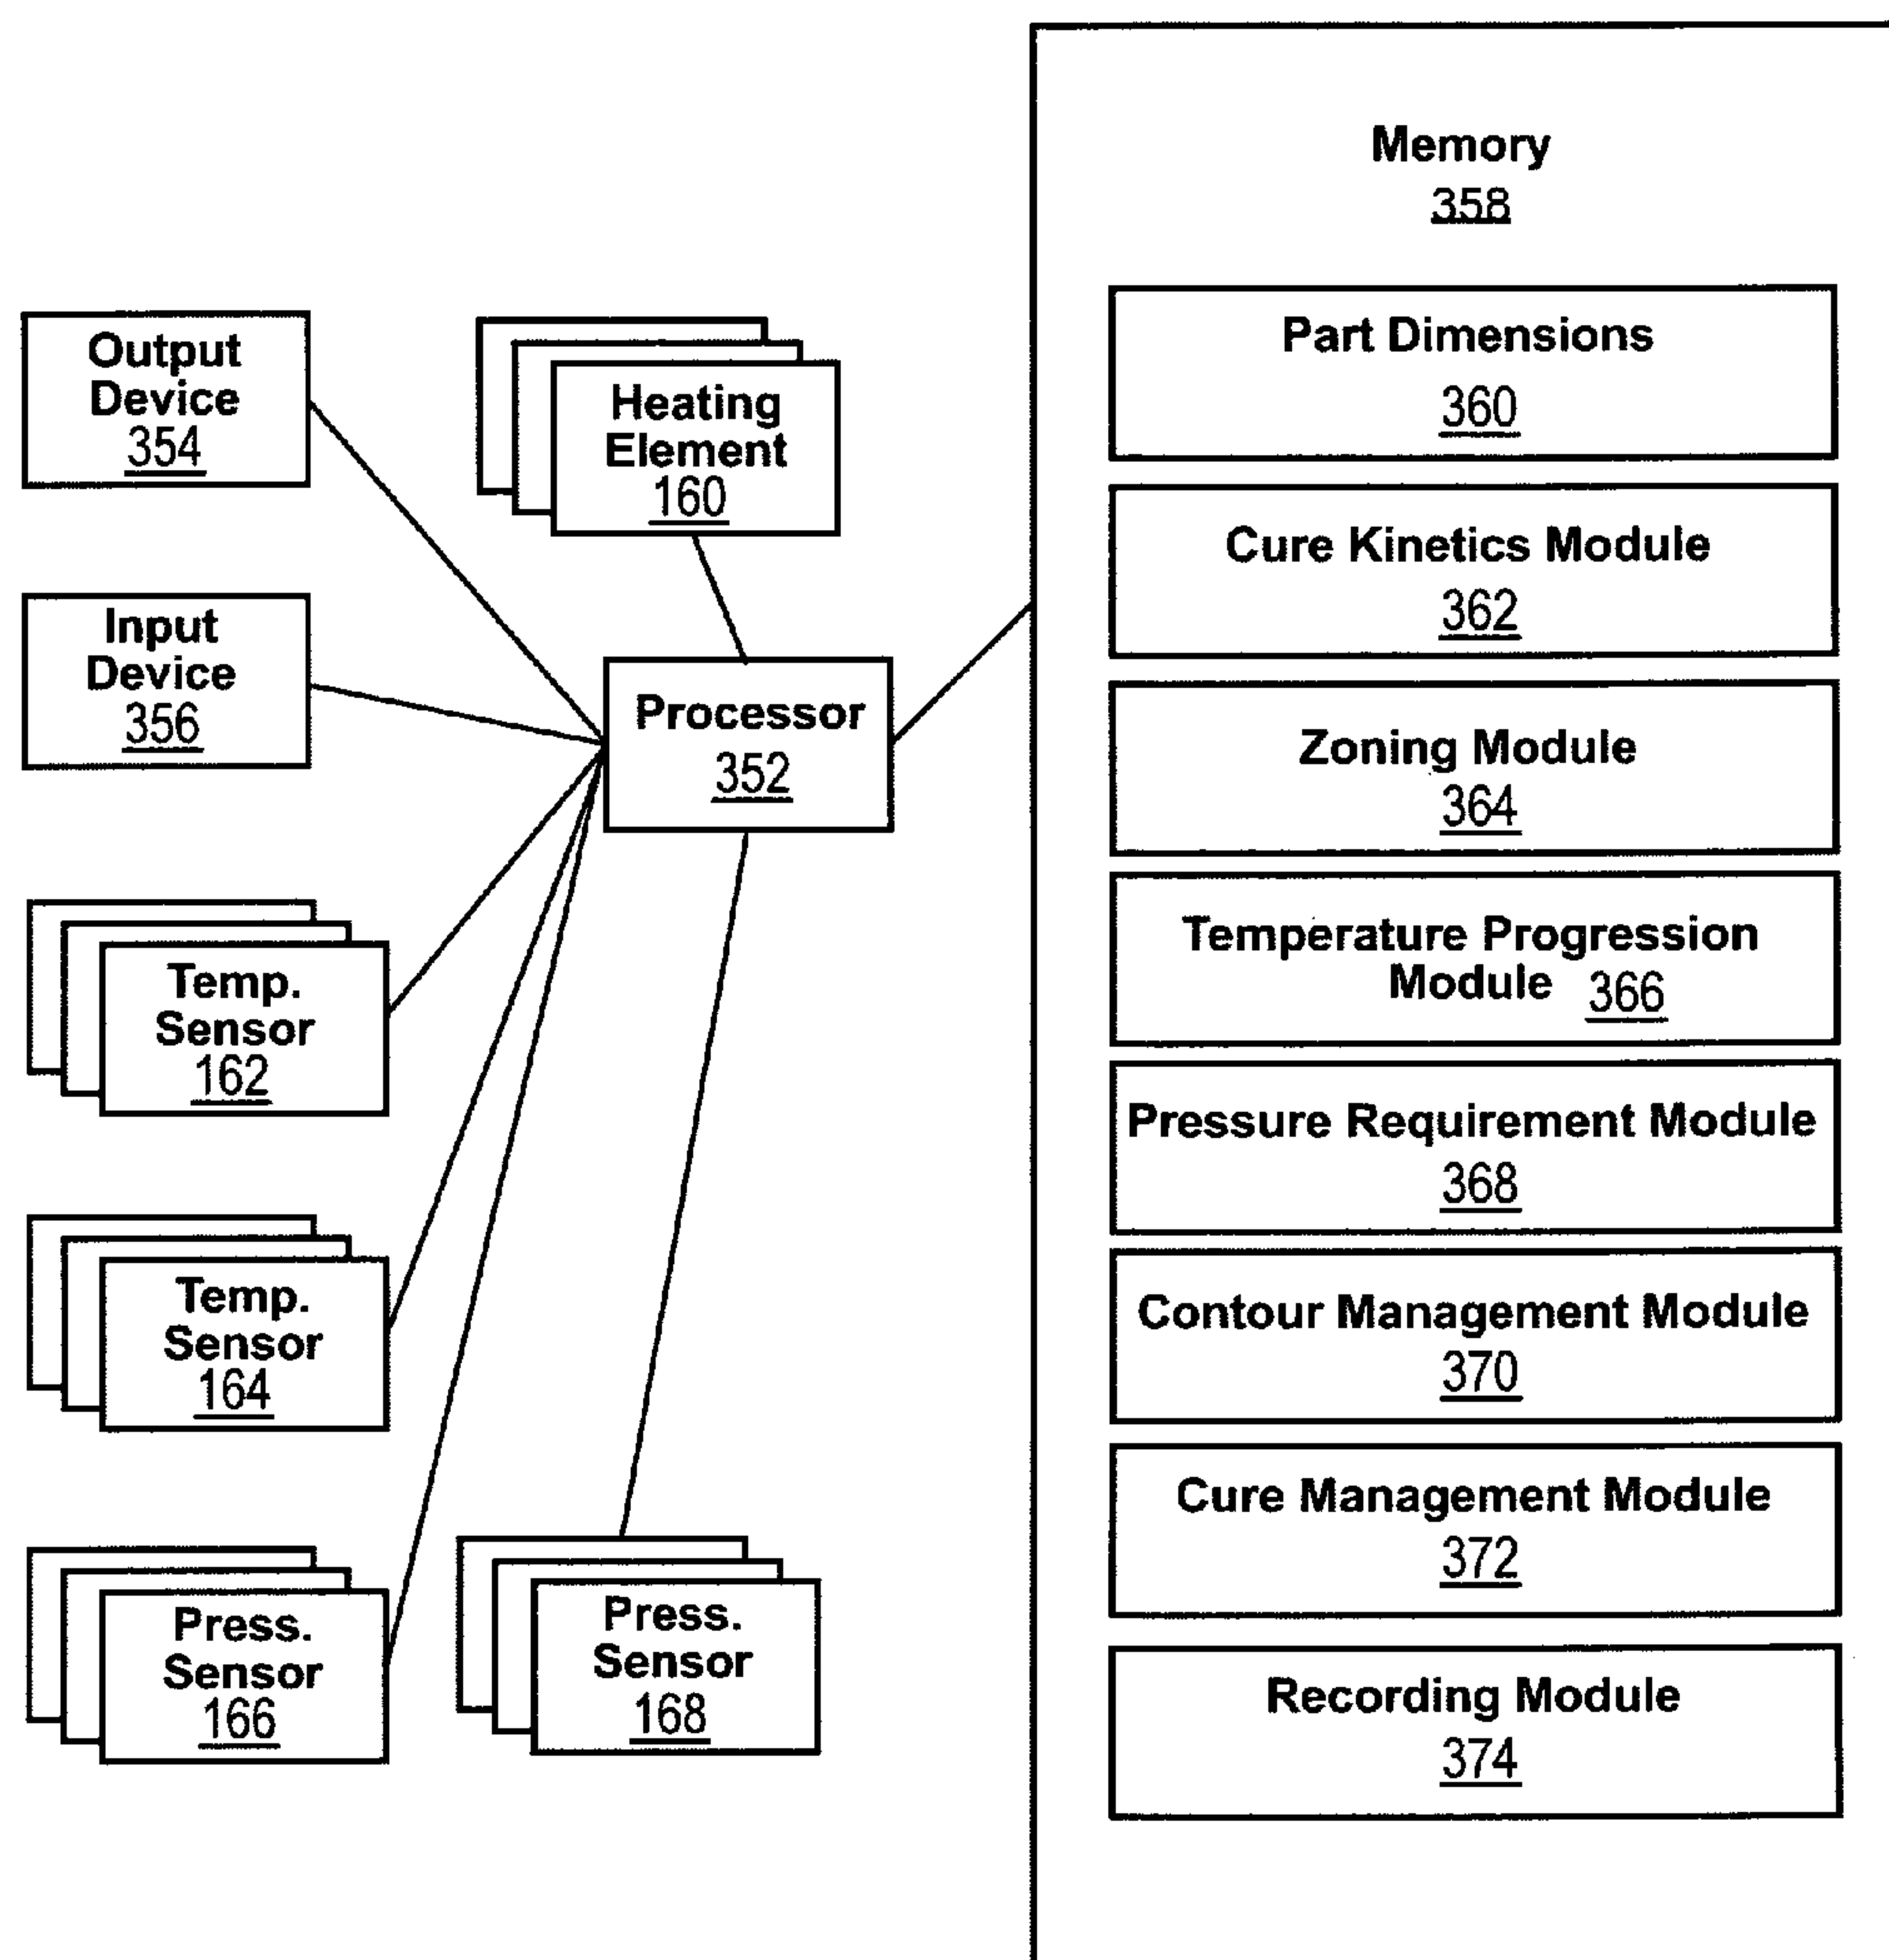 Memory
358
Output
Device
354
Heating
Element
160
Input
Device
356
Processor
352
Temp.
Sensor
162
Temp.
Sensor
164
Press.
Sensor
166
Press.
Sensor
168
Part Dimensions
360
Cure Kinetics Module
362
Zoning Module
364
Temperature Progression
Module 366
Pressure Requirement Module
368
Contour Management Module
370
Cure Management Module
372
Recording Module
374